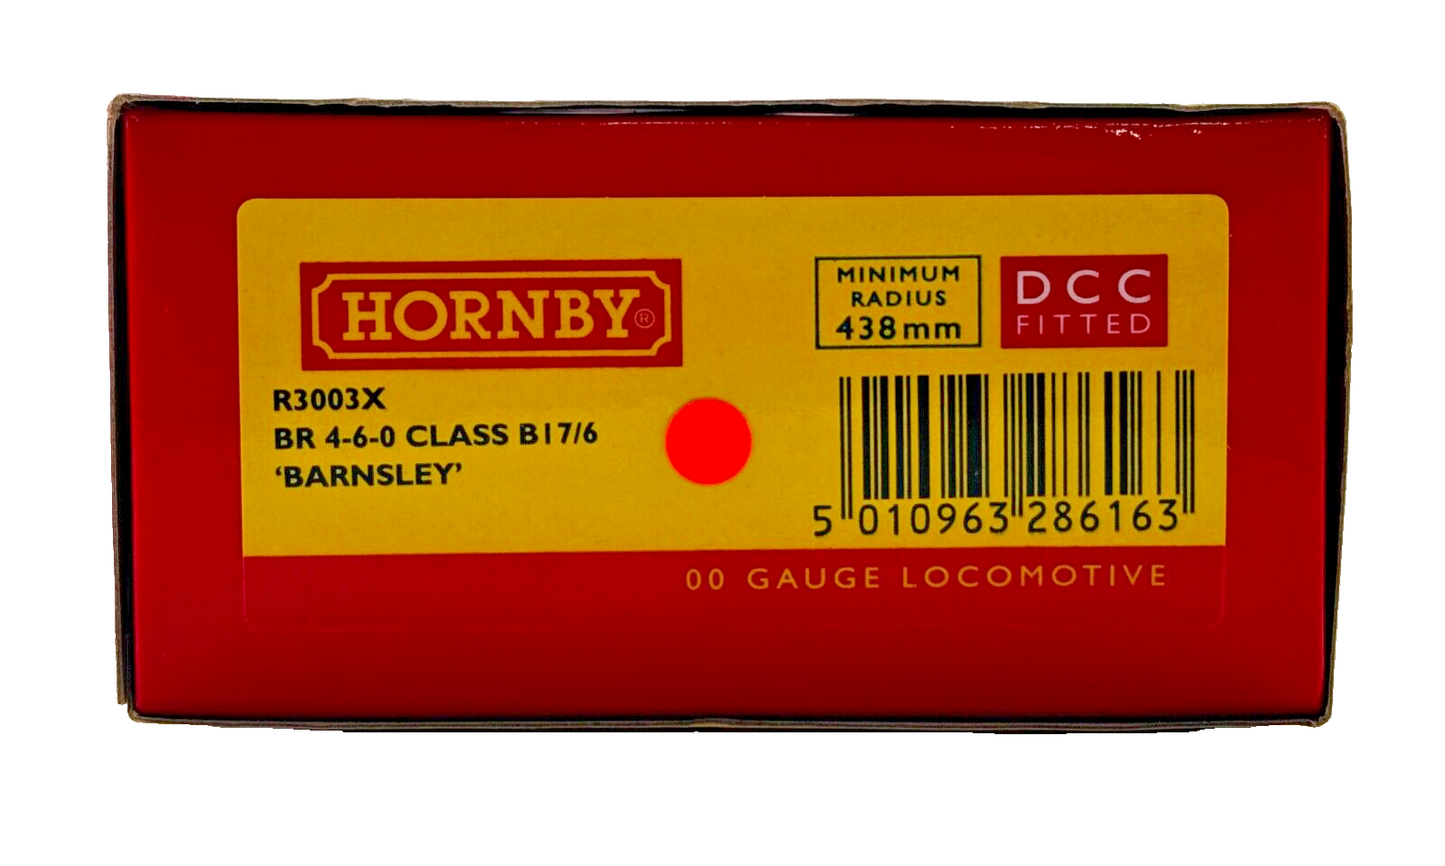 HORNBY®
MINIMUM
RADIUS
438mm
DCC
FITTED
R3003X
BR 4-6-0 CLASS B17/6
‘BARNSLEY’
5 010963 286163
00 GAUGE LOCOMOTIVE